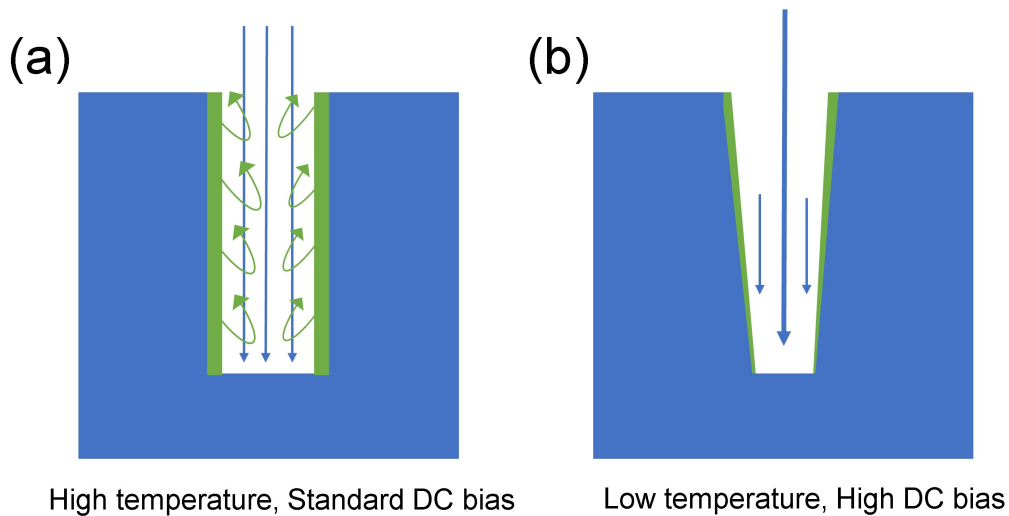 (a)
(b)
High temperature, Standard DC bias
Low temperature, High DC bias